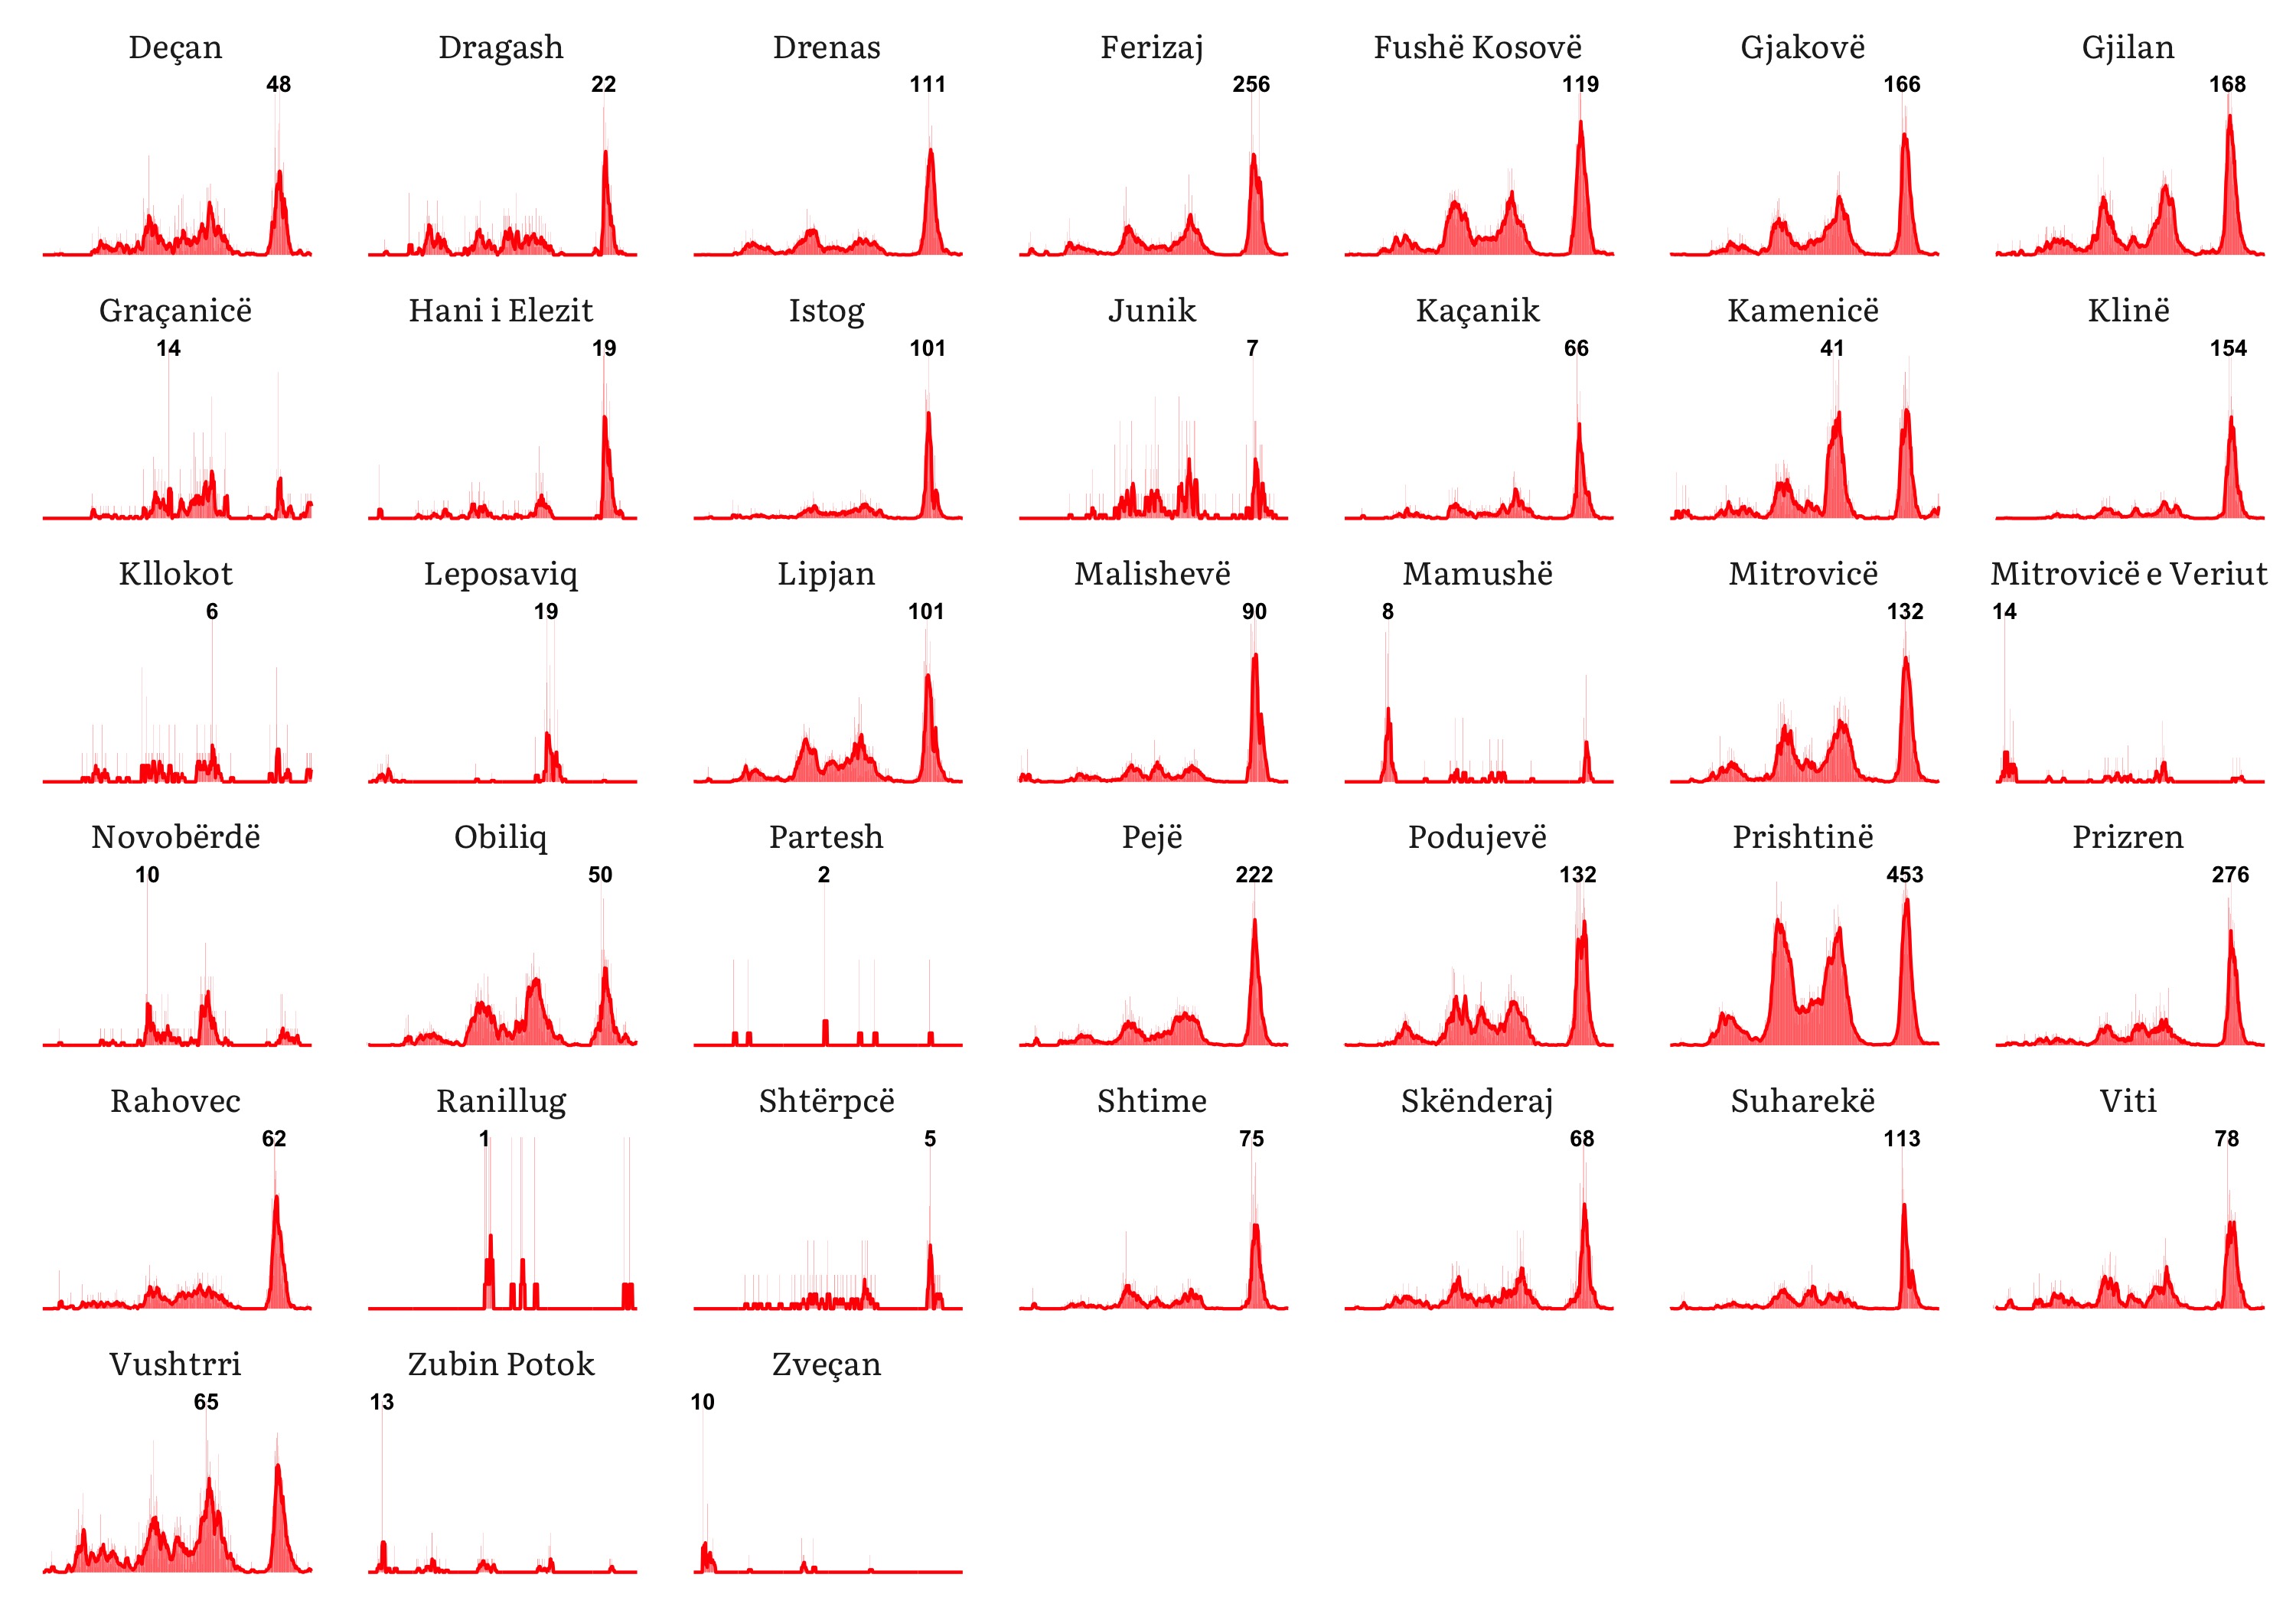 Deçan Dragash Drenas Ferizaj Fushë Kosovë Gjakovë Gjilan
48 22 111 256 119 166 168
Graçanicë Hani i Elezit Istog Junik Kaçanik Kamenicë Klinë
14 19 101 7 66 41 154
Kllokot Leposaviq Lipjan Malishevë Mamushë Mitrovicë Mitrovicë e Veriut
6 19 101 90 8 132 14
Novobërdë Obiliq Partesh Pejë Podujevë Prishtinë Prizren
10 50 2 222 132 453 276
Rahovec Ranillug Shtërpcë Shtime Skënderaj Suharekë Viti
62 1 5 75 68 113 78
Vushtrri Zubin Potok Zveçan
65 13 10